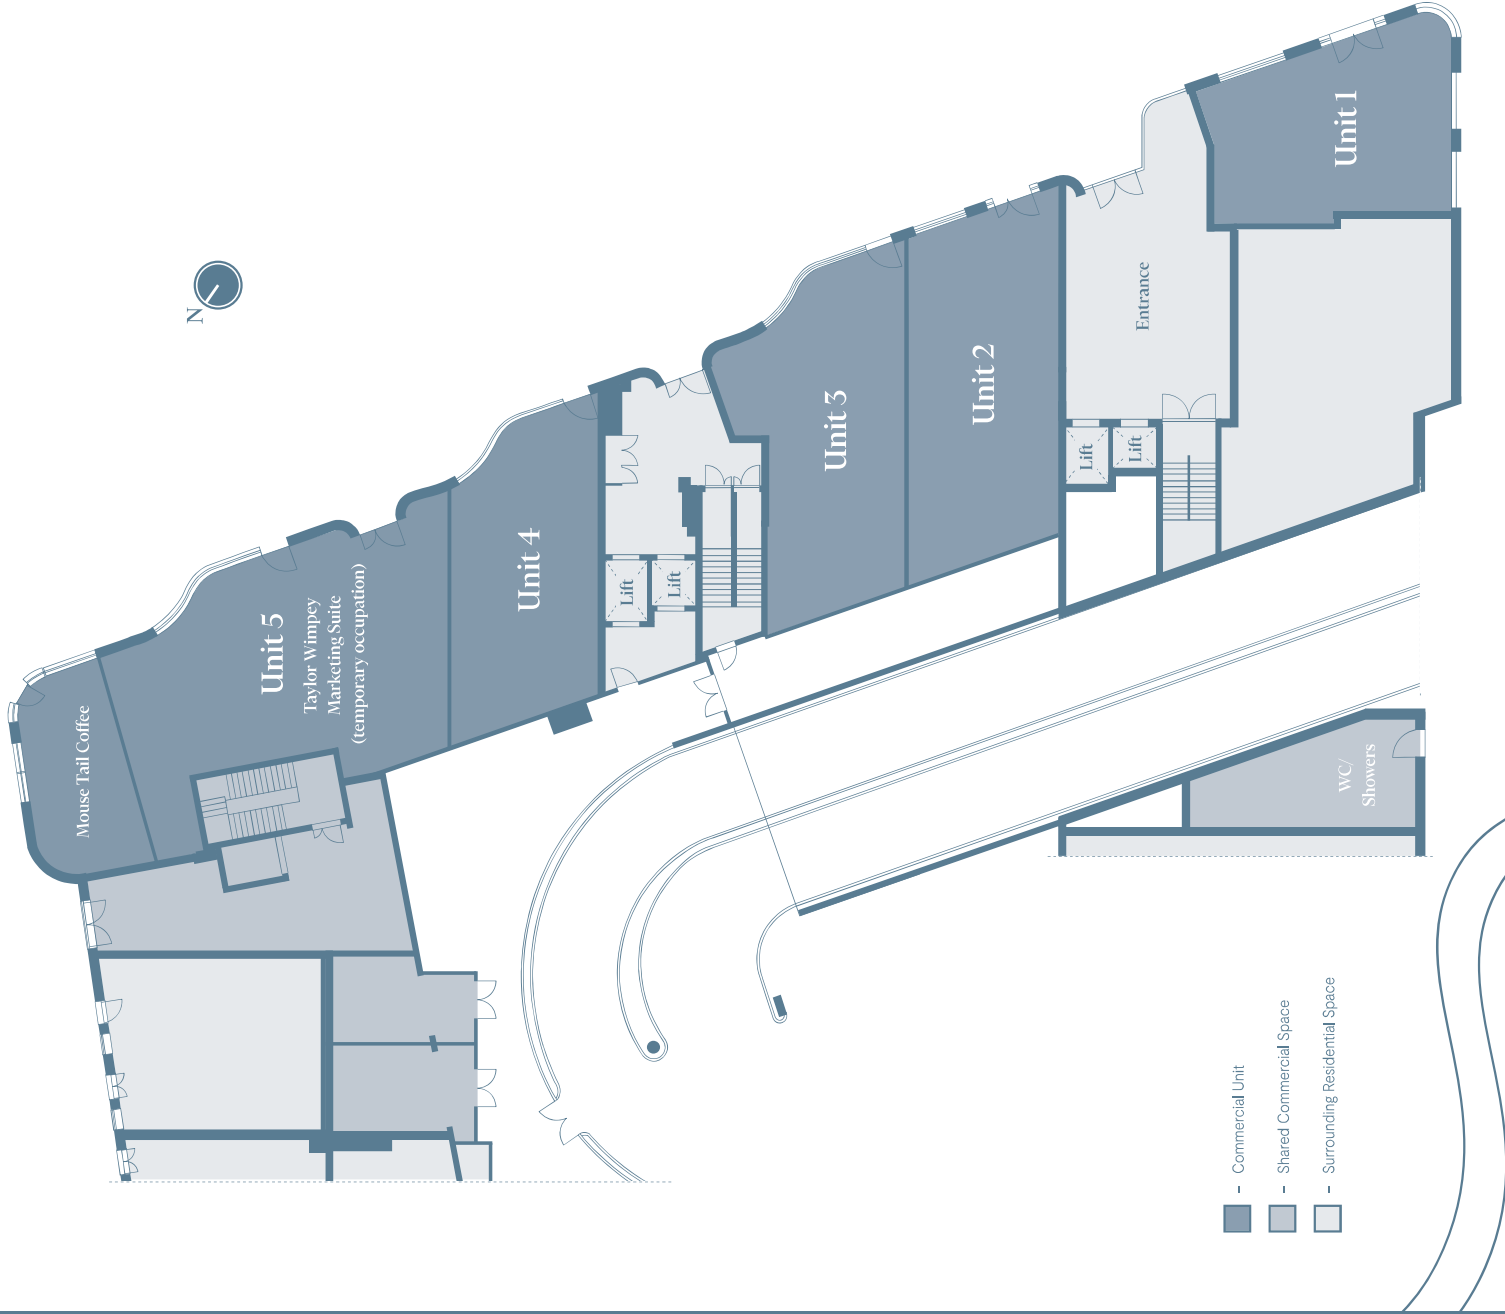 Mouse Tail Coffee
Unit 5
Taylor Wimpey
Marketing Suite
(temporary occupation)
Unit 4
Lift
Lift
Unit 3
Unit 2
Lift
Lift
Entrance
Unit 1
WC/
Showers
N
- Commercial Unit
- Shared Commercial Space
- Surrounding Residential Space